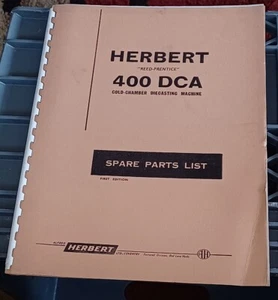 HERBERT
"REED-PRENTICE"
400 DCA
COLD-CHAMBER DIECASTING MACHINE
SPARE PARTS LIST
FIRST EDITION
HERBERT